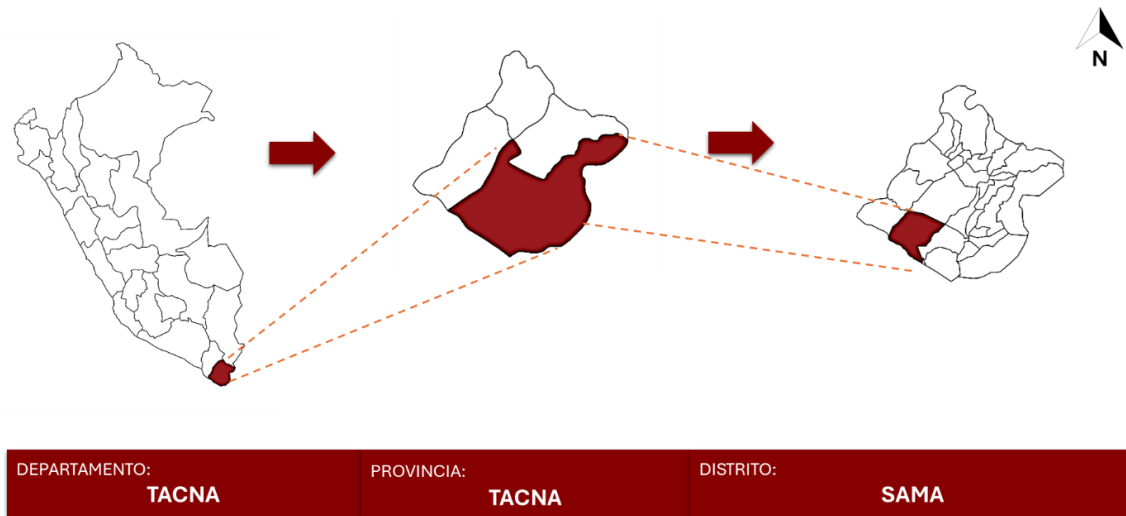 N
DEPARTAMENTO:
TACNA
PROVINCIA:
TACNA
DISTRITO:
SAMA